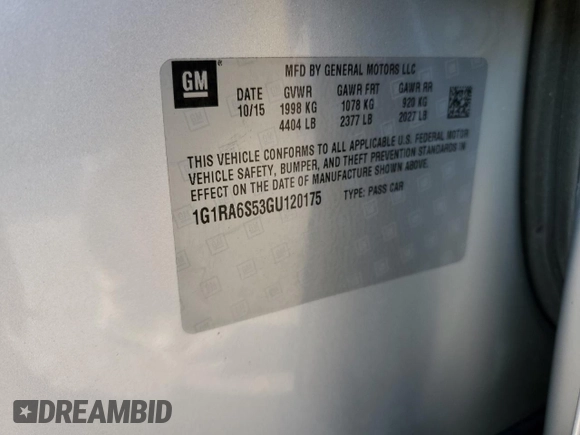 GM
MFD BY GENERAL MOTORS LLC
DATE GVWR GAWR FRT GAWR RR
10/15 1998 KG 1078 KG 920 KG
4404 LB 2377 LB 2027 LB
THIS VEHICLE CONFORMS TO ALL APPLICABLE U.S. FEDERAL MOTOR
VEHICLE SAFETY, BUMPER, AND THEFT PREVENTION STANDARDS IN
EFFECT ON THE DATE OF MANUFACTURE SHOWN ABOVE.
1G1RA6S53GU120175 TYPE: PASS CAR
DREAMBID